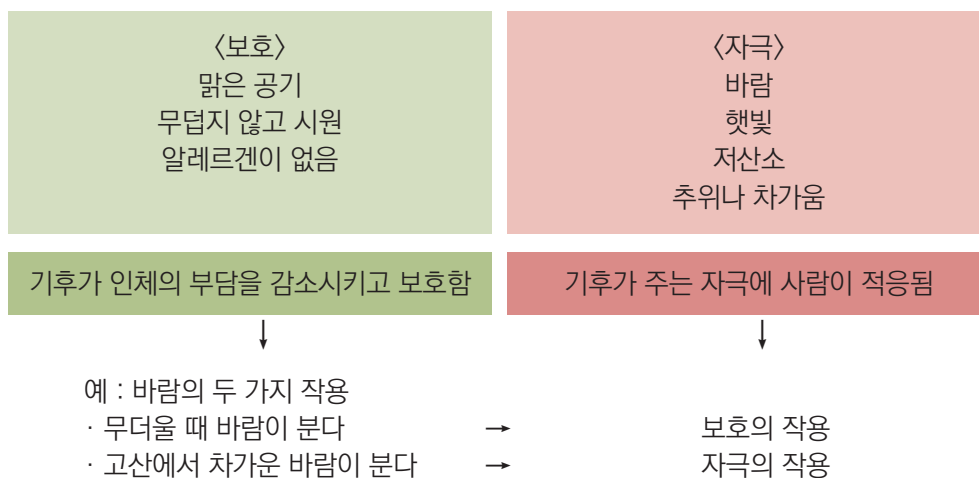 〈보호〉
맑은 공기
무덥지 않고 시원
알레르겐이 없음
〈자극〉
바람
햇빛
저산소
추위나 차가움
기후가 인체의 부담을 감소시키고 보호함
기후가 주는 자극에 사람이 적응됨
예 : 바람의 두 가지 작용
· 무더울 때 바람이 분다 → 보호의 작용
· 고산에서 차가운 바람이 분다 → 자극의 작용